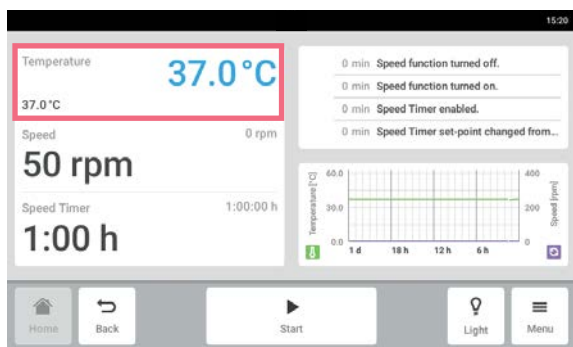 15:20
Temperature
37.0°C
37.0°C
Speed
0 rpm
50 rpm
Speed Timer
1:00:00 h
1:00 h
0 min Speed function turned off.
0 min Speed function turned on.
0 min Speed Timer enabled.
0 min Speed Timer set-point changed from...
Temperature [°C]
60.0
30.0
0.0
1 d 18 h 12 h 6 h
400
200
0
Speed [rpm]
Home
Back
Start
Light
Menu